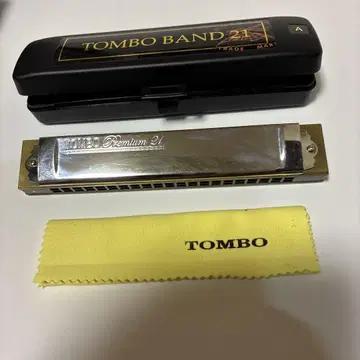 TOMBO BAND 21
TRADE MARK
A
TOMBO Premium 21
TOMBO